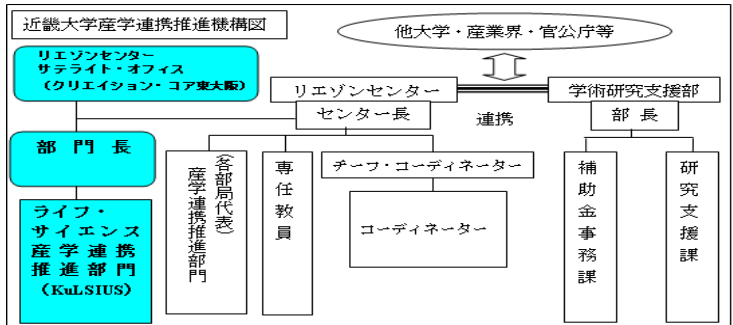 近畿大学産学連携推進機構図
他大学・産業界・官公庁等
リエゾンセンター
サテライト・オフィス
(クリエイション・コア東大阪)
リエゾンセンター
学術研究支援部
センター長
連携
部長
部門長
(各部局代表)
産学連携推進部門
専任教員
チーフ・コーディネーター
コーディネーター
補助金事務課
研究支援課
ライフ・
サイエンス
産学連携
推進部門
(KuLSIUS)